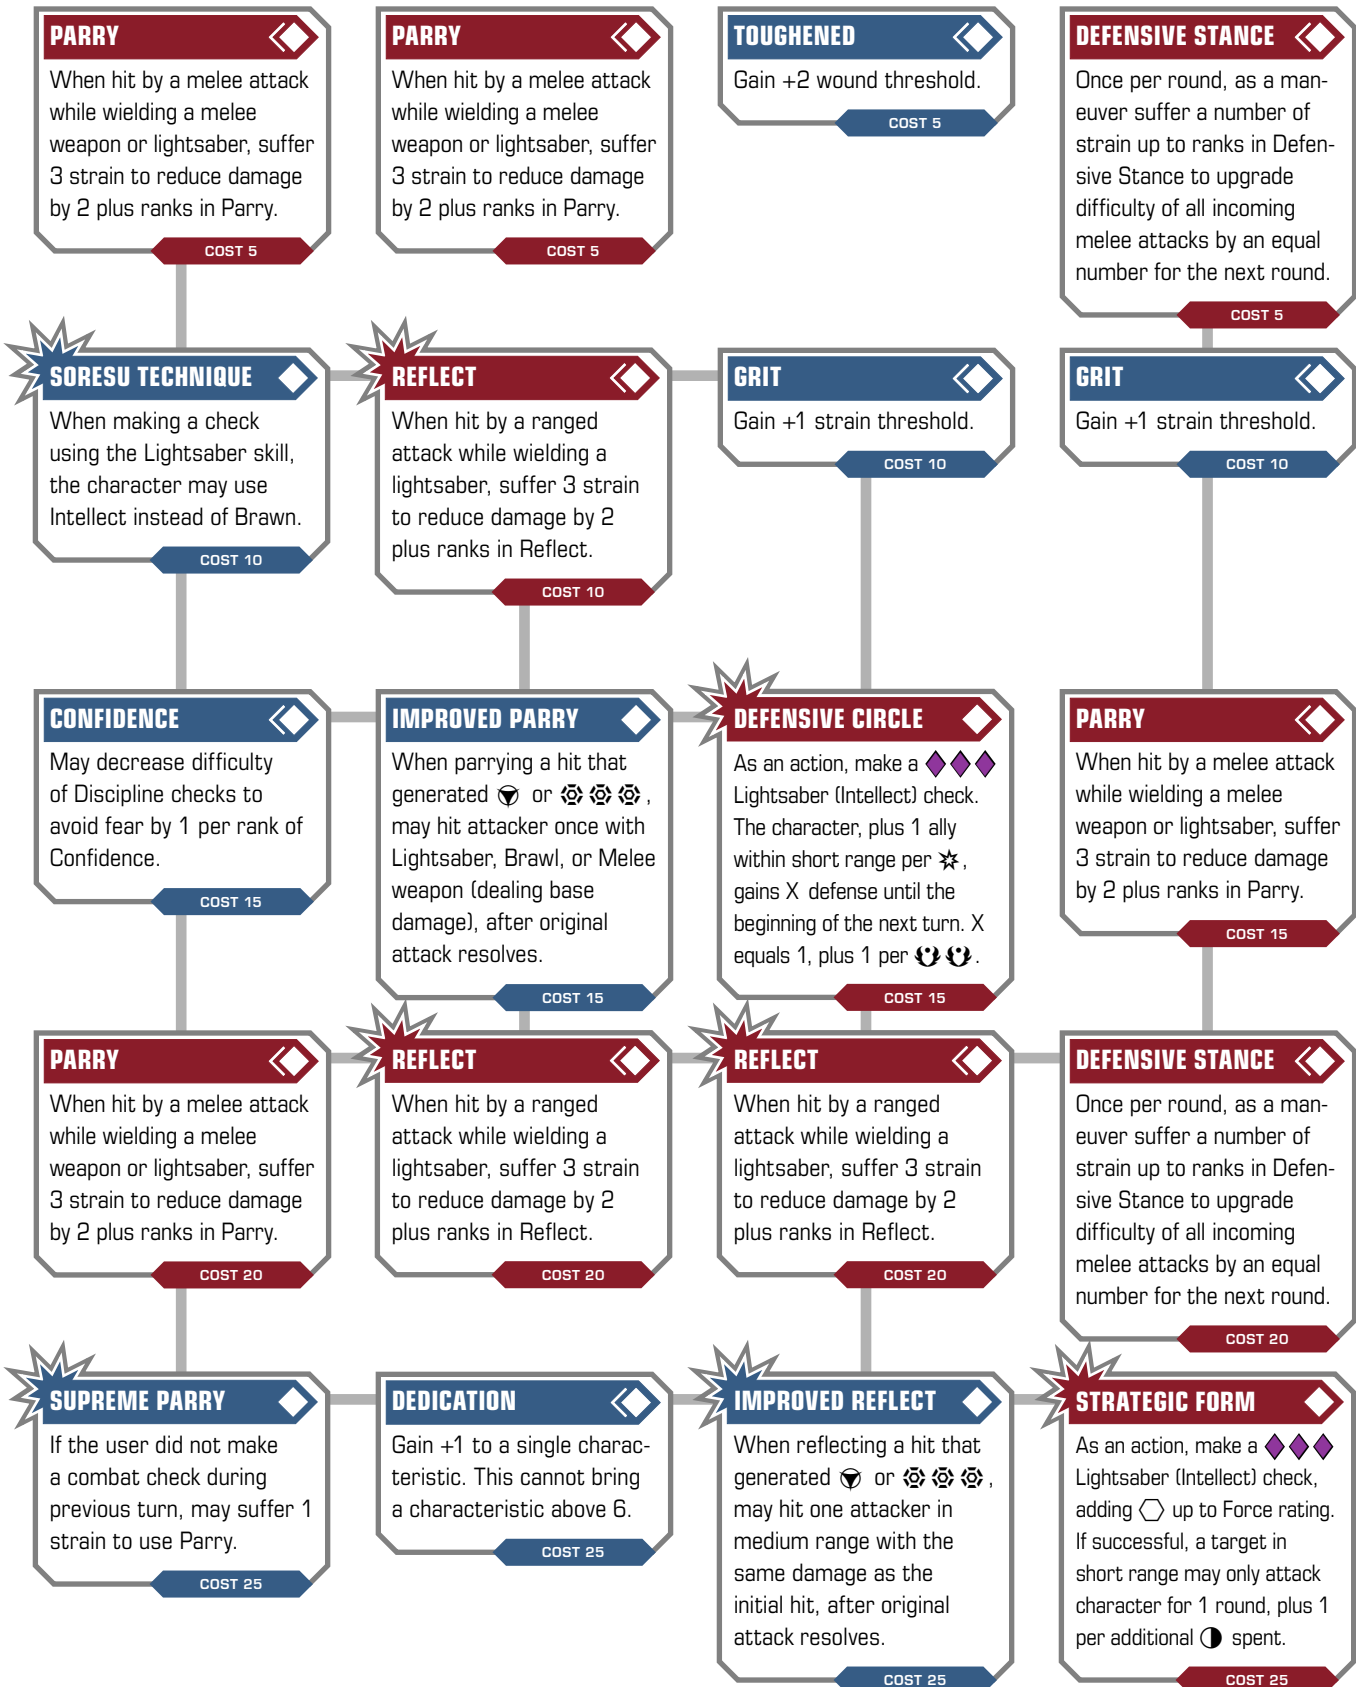 PARRY
When hit by a melee attack
while wielding a melee
weapon or lightsaber, suffer
3 strain to reduce damage
by 2 plus ranks in Parry.
COST 5
PARRY
When hit by a melee attack
while wielding a melee
weapon or lightsaber, suffer
3 strain to reduce damage
by 2 plus ranks in Parry.
COST 5
TOUGHENED
Gain +2 wound threshold.
COST 5
DEFENSIVE STANCE
Once per round, as a man-
euver suffer a number of
strain up to ranks in Defen-
sive Stance to upgrade
difficulty of all incoming
melee attacks by an equal
number for the next round.
COST 5
SORESU TECHNIQUE
When making a check
using the Lightsaber skill,
the character may use
Intellect instead of Brawn.
COST 10
REFLECT
When hit by a ranged
attack while wielding a
lightsaber, suffer 3 strain
to reduce damage by 2
plus ranks in Reflect.
COST 10
GRIT
Gain +1 strain threshold.
COST 10
GRIT
Gain +1 strain threshold.
COST 10
CONFIDENCE
May decrease difficulty
of Discipline checks to
avoid fear by 1 per rank of
Confidence.
COST 15
IMPROVED PARRY
When parrying a hit that
generated or ,
may hit attacker once with
Lightsaber, Brawl, or Melee
weapon (dealing base
damage), after original
attack resolves.
COST 15
DEFENSIVE CIRCLE
As an action, make a
Lightsaber (Intellect) check.
The character, plus 1 ally
within short range per ,
gains X defense until the
beginning of the next turn. X
equals 1, plus 1 per .
COST 15
PARRY
When hit by a melee attack
while wielding a melee
weapon or lightsaber, suffer
3 strain to reduce damage
by 2 plus ranks in Parry.
COST 15
PARRY
When hit by a melee attack
while wielding a melee
weapon or lightsaber, suffer
3 strain to reduce damage
by 2 plus ranks in Parry.
COST 20
REFLECT
When hit by a ranged
attack while wielding a
lightsaber, suffer 3 strain
to reduce damage by 2
plus ranks in Reflect.
COST 20
REFLECT
When hit by a ranged
attack while wielding a
lightsaber, suffer 3 strain
to reduce damage by 2
plus ranks in Reflect.
COST 20
DEFENSIVE STANCE
Once per round, as a man-
euver suffer a number of
strain up to ranks in Defen-
sive Stance to upgrade
difficulty of all incoming
melee attacks by an equal
number for the next round.
COST 20
SUPREME PARRY
If the user did not make
a combat check during
previous turn, may suffer 1
strain to use Parry.
COST 25
DEDICATION
Gain +1 to a single charac-
teristic. This cannot bring
a characteristic above 6.
COST 25
IMPROVED REFLECT
When reflecting a hit that
generated or ,
may hit one attacker in
medium range with the
same damage as the
initial hit, after original
attack resolves.
COST 25
STRATEGIC FORM
As an action, make a
Lightsaber (Intellect) check,
adding up to Force rating.
If successful, a target in
short range may only attack
character for 1 round, plus 1
per additional spent.
COST 25